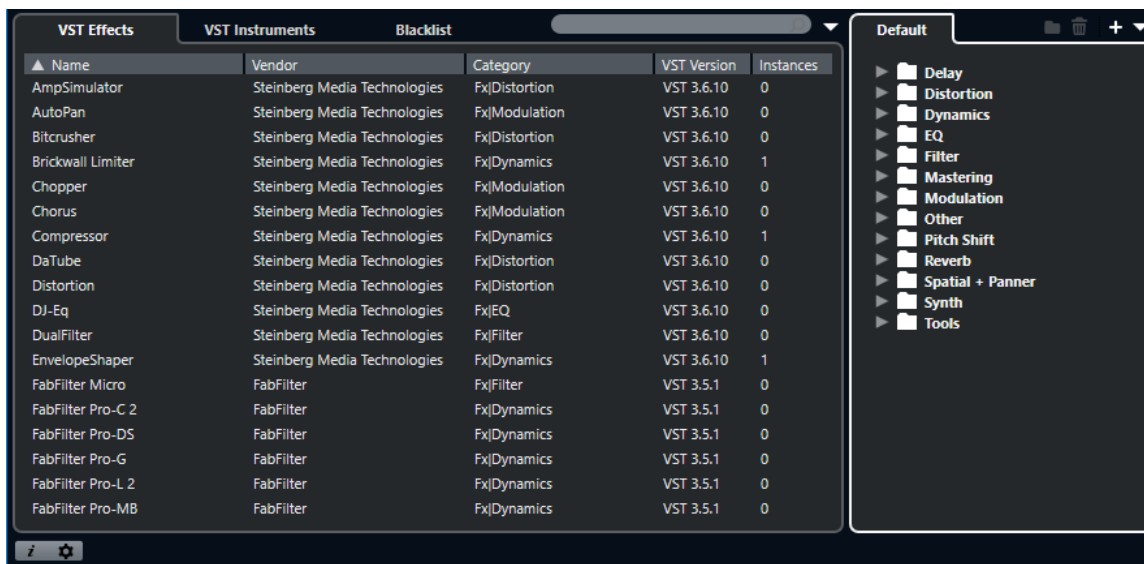 VST Effects VST Instruments Blacklist
Name Vendor Category VST Version Instances
AmpSimulator Steinberg Media Technologies Fx|Distortion VST 3.6.10 0
AutoPan Steinberg Media Technologies Fx|Modulation VST 3.6.10 0
Bitcrusher Steinberg Media Technologies Fx|Distortion VST 3.6.10 0
Brickwall Limiter Steinberg Media Technologies Fx|Dynamics VST 3.6.10 1
Chopper Steinberg Media Technologies Fx|Modulation VST 3.6.10 0
Chorus Steinberg Media Technologies Fx|Modulation VST 3.6.10 0
Compressor Steinberg Media Technologies Fx|Dynamics VST 3.6.10 1
DaTube Steinberg Media Technologies Fx|Distortion VST 3.6.10 0
Distortion Steinberg Media Technologies Fx|Distortion VST 3.6.10 0
DJ-Eq Steinberg Media Technologies Fx|EQ VST 3.6.10 0
DualFilter Steinberg Media Technologies Fx|Filter VST 3.6.10 0
EnvelopeShaper Steinberg Media Technologies Fx|Dynamics VST 3.6.10 1
FabFilter Micro FabFilter Fx|Filter VST 3.5.1 0
FabFilter Pro-C 2 FabFilter Fx|Dynamics VST 3.5.1 0
FabFilter Pro-DS FabFilter Fx|Dynamics VST 3.5.1 0
FabFilter Pro-G FabFilter Fx|Dynamics VST 3.5.1 0
FabFilter Pro-L 2 FabFilter Fx|Dynamics VST 3.5.1 0
FabFilter Pro-MB FabFilter Fx|Dynamics VST 3.5.1 0
Default
Delay
Distortion
Dynamics
EQ
Filter
Mastering
Modulation
Other
Pitch Shift
Reverb
Spatial + Panner
Synth
Tools